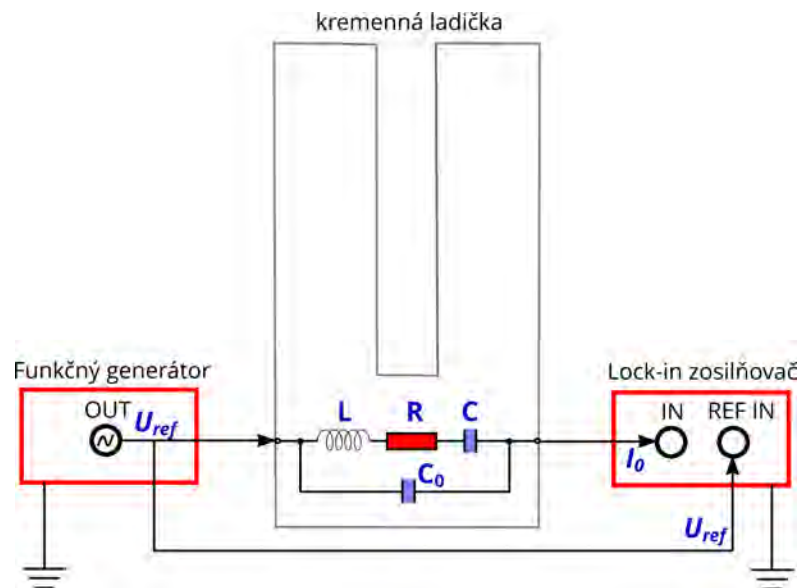 kremenná ladička
Funkčný generátor
Lock-in zosilňovač
OUT
U_ref
L
R
C
C₀
IN
REF IN
I₀
U_ref